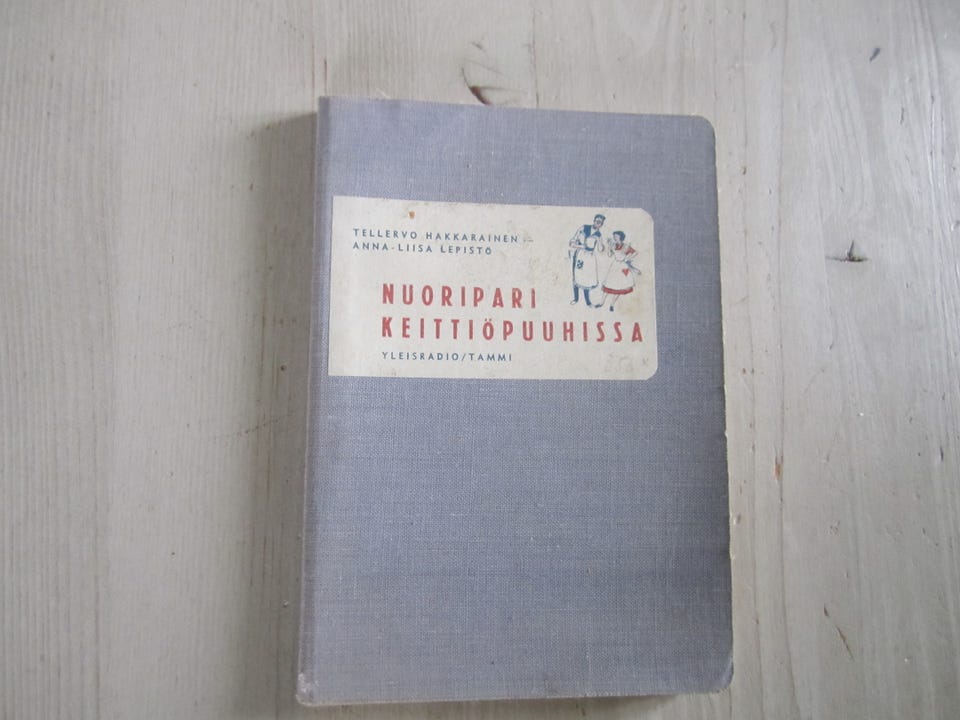 TELLERVO HAKKARAINEN –
ANNA-LIISA LEPISTÖ
NUORIPARI
KEITTIÖPUUHISSA
YLEISRADIO/TAMMI